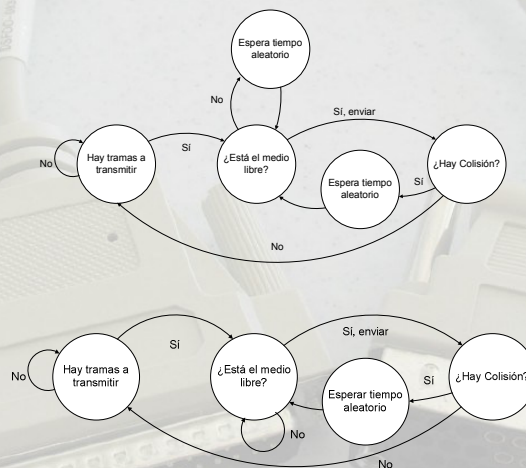 Espera tiempo
aleatorio
No
Sí, enviar
No
Hay tramas a
transmitir
Sí
¿Está el medio
libre?
¿Hay Colisión?
Espera tiempo
aleatorio
Sí
No
Sí, enviar
Sí
No
Hay tramas a
transmitir
¿Está el medio
libre?
Esperar tiempo
aleatorio
Sí
¿Hay Colisión?
No
No